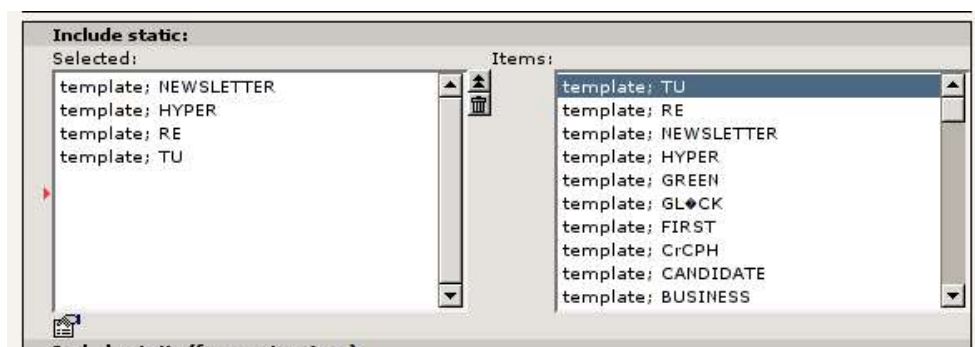 Include static:
Selected:
Items:
template; NEWSLETTER
template; HYPER
template; RE
template; TU
template; TU
template; RE
template; NEWSLETTER
template; HYPER
template; GREEN
template; GL�CK
template; FIRST
template; CrCPH
template; CANDIDATE
template; BUSINESS